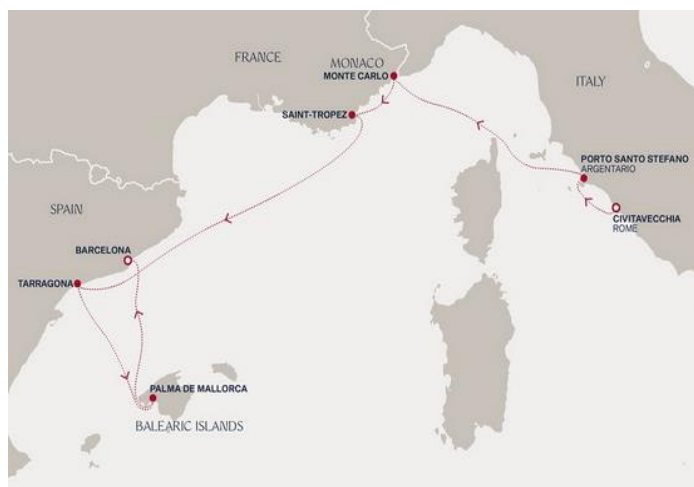 FRANCE
MONACO
MONTE CARLO
ITALY
SAINT-TROPEZ
PORTO SANTO STEFANO
ARGENTARIO
SPAIN
CIVITAVECCHIA
ROME
BARCELONA
TARRAGONA
PALMA DE MALLORCA
BALEARIC ISLANDS